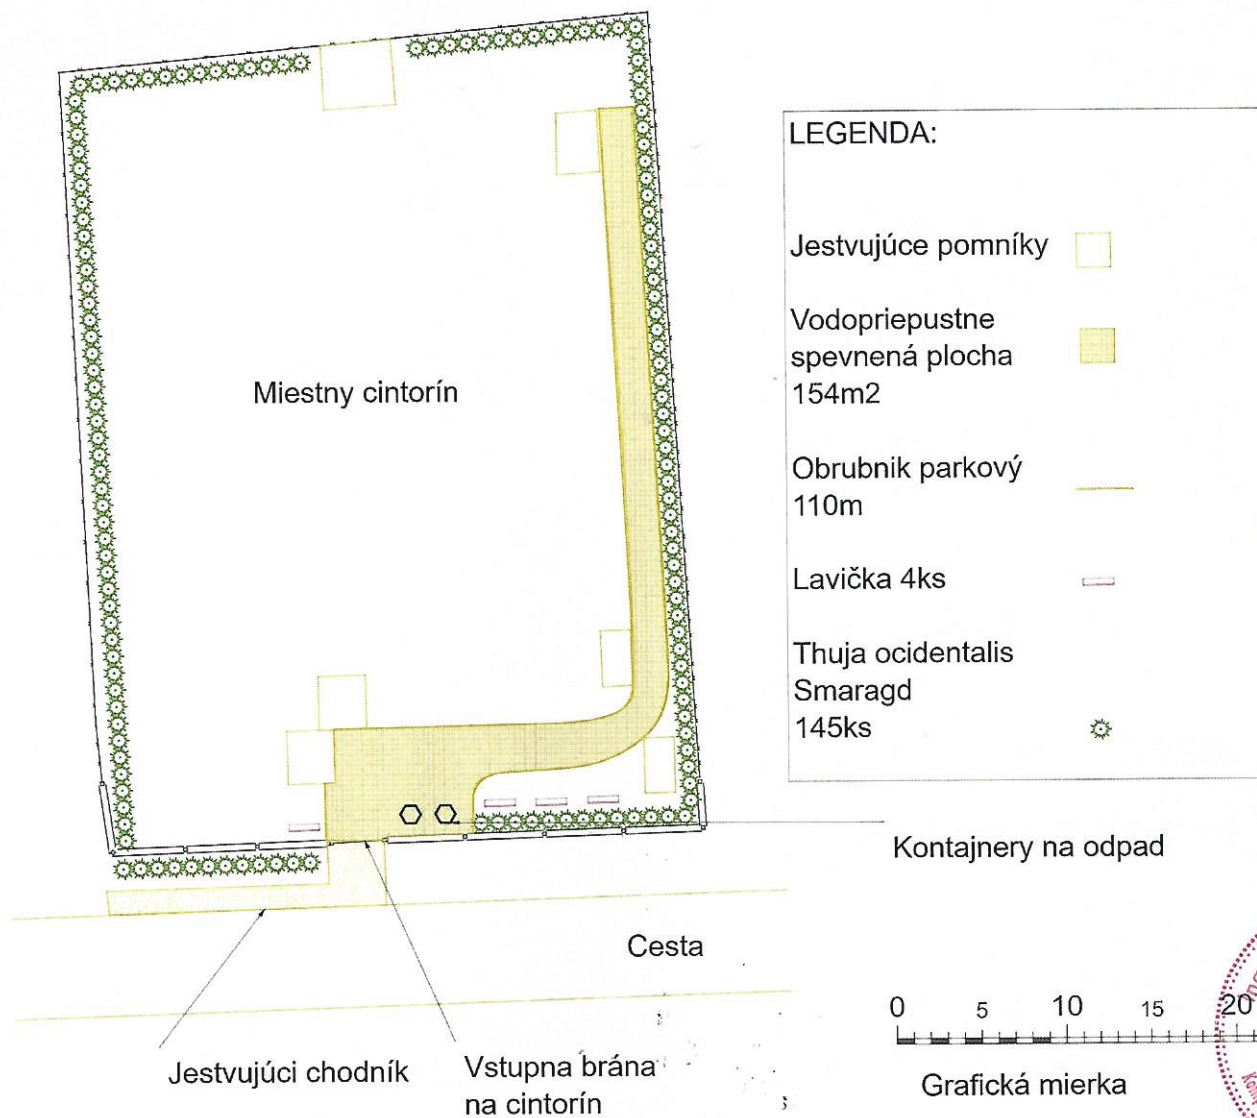 LEGENDA:
Jestvujúce pomníky
Vodopriepustne
spevnená plocha
154m2
Obrubnik parkový
110m
Lavička 4ks
Thuja ocidentalis
Smaragd
145ks
Miestny cintorín
Kontajnery na odpad
Cesta
Jestvujúci chodník
Vstupna brána
na cintorín
0 5 10 15 20
Grafická mierka